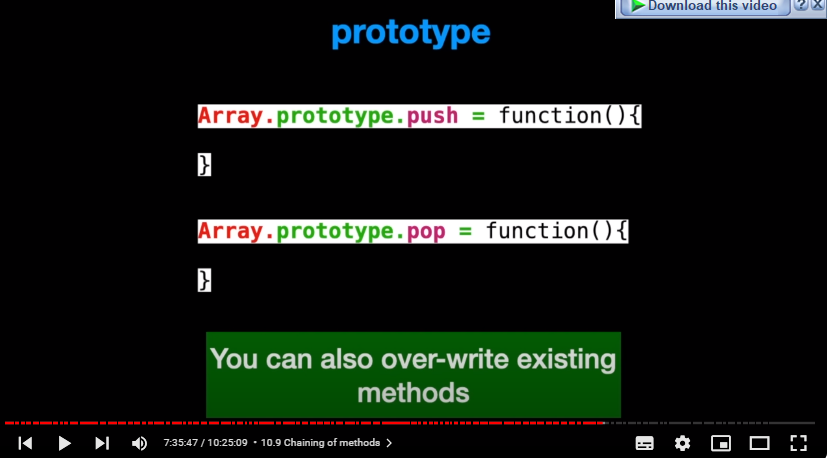 Download this video
prototype
Array.prototype.push = function(){
}
Array.prototype.pop = function(){
}
You can also over-write existing
methods
7:35:47 / 10:25:09 • 10.9 Chaining of methods >